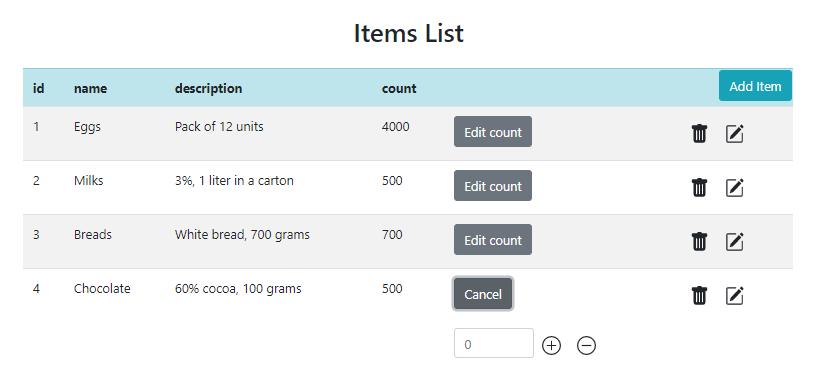 Items List
id name description count Add Item
1 Eggs Pack of 12 units 4000 Edit count
2 Milks 3%, 1 liter in a carton 500 Edit count
3 Breads White bread, 700 grams 700 Edit count
4 Chocolate 60% cocoa, 100 grams 500 Cancel
0